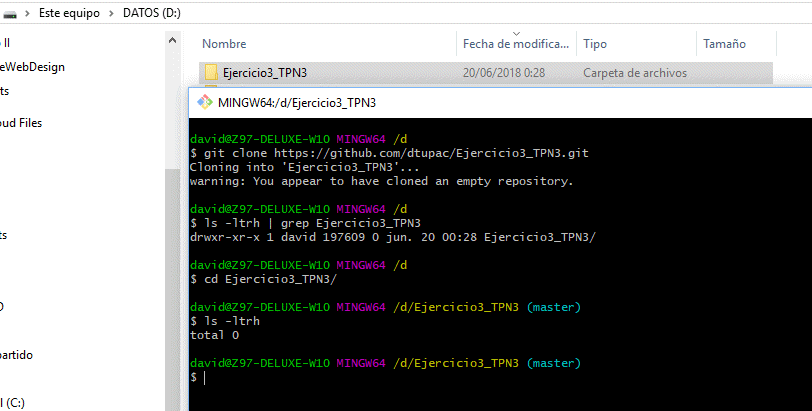 Este equipo > DATOS (D:)
Nombre Fecha de modifica... Tipo Tamaño
Ejercicio3_TPN3 20/06/2018 0:28 Carpeta de archivos
II
eWebDesign
ts
oud Files
ts
O
partido
l (C:)
MINGW64:/d/Ejercicio3_TPN3
david@Z97-DELUXE-W10 MINGW64 /d
$ git clone https://github.com/dtupac/Ejercicio3_TPN3.git
Cloning into 'Ejercicio3_TPN3'...
warning: You appear to have cloned an empty repository.
david@Z97-DELUXE-W10 MINGW64 /d
$ ls -ltrh | grep Ejercicio3_TPN3
drwxr-xr-x 1 david 197609 0 jun. 20 00:28 Ejercicio3_TPN3/
david@Z97-DELUXE-W10 MINGW64 /d
$ cd Ejercicio3_TPN3/
david@Z97-DELUXE-W10 MINGW64 /d/Ejercicio3_TPN3 (master)
$ ls -ltrh
total 0
david@Z97-DELUXE-W10 MINGW64 /d/Ejercicio3_TPN3 (master)
$